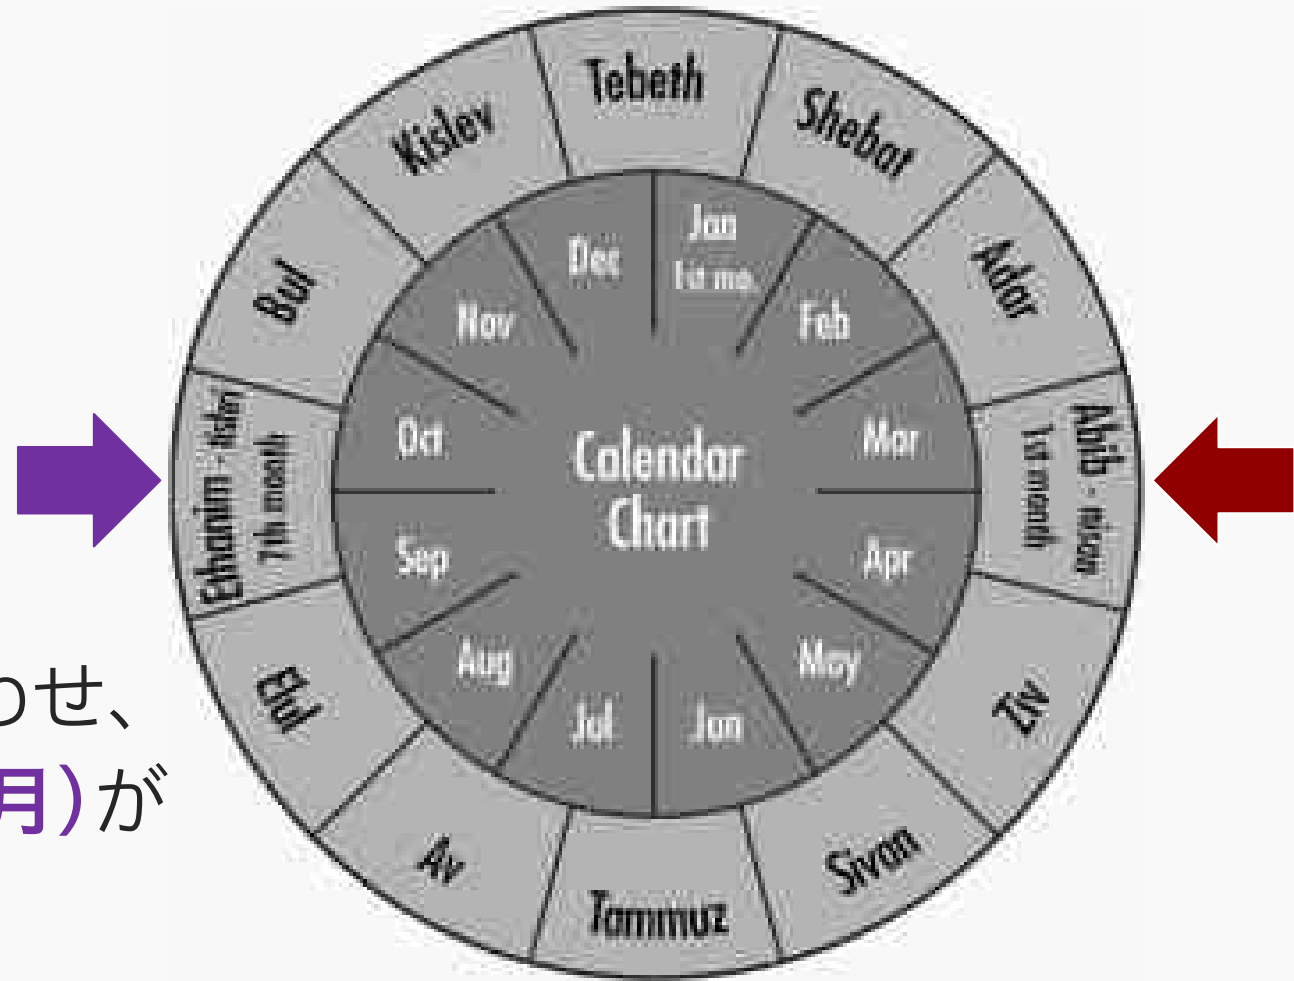 Tebeth
Shebat
Adar
Abib - nisan
1st month
Ziv
Sivan
Tammuz
Av
Elul
Ethanim - tishri
7th month
Bul
Kislev
Jan
1st mo.
Feb
Mar
Apr
May
Jun
Jul
Aug
Sep
Oct
Nov
Dec
Calendar
Chart
わせ、
月)が